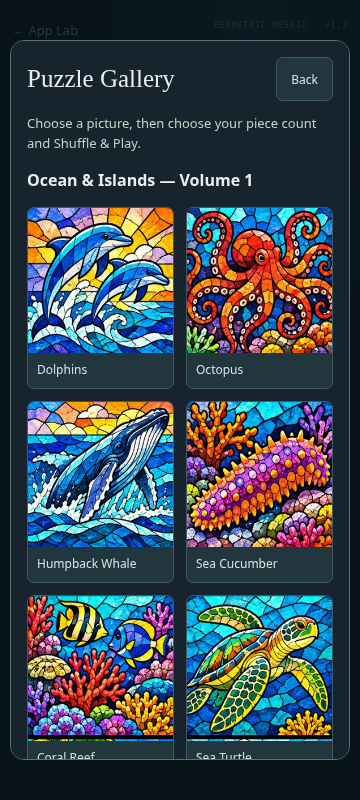 ← App Lab
GEOMETRIC MOSAIC · v1.2
Puzzle Gallery
Back
Choose a picture, then choose your piece count
and Shuffle & Play.
Ocean & Islands — Volume 1
Dolphins
Octopus
Humpback Whale
Sea Cucumber
Coral Reef
Sea Turtle